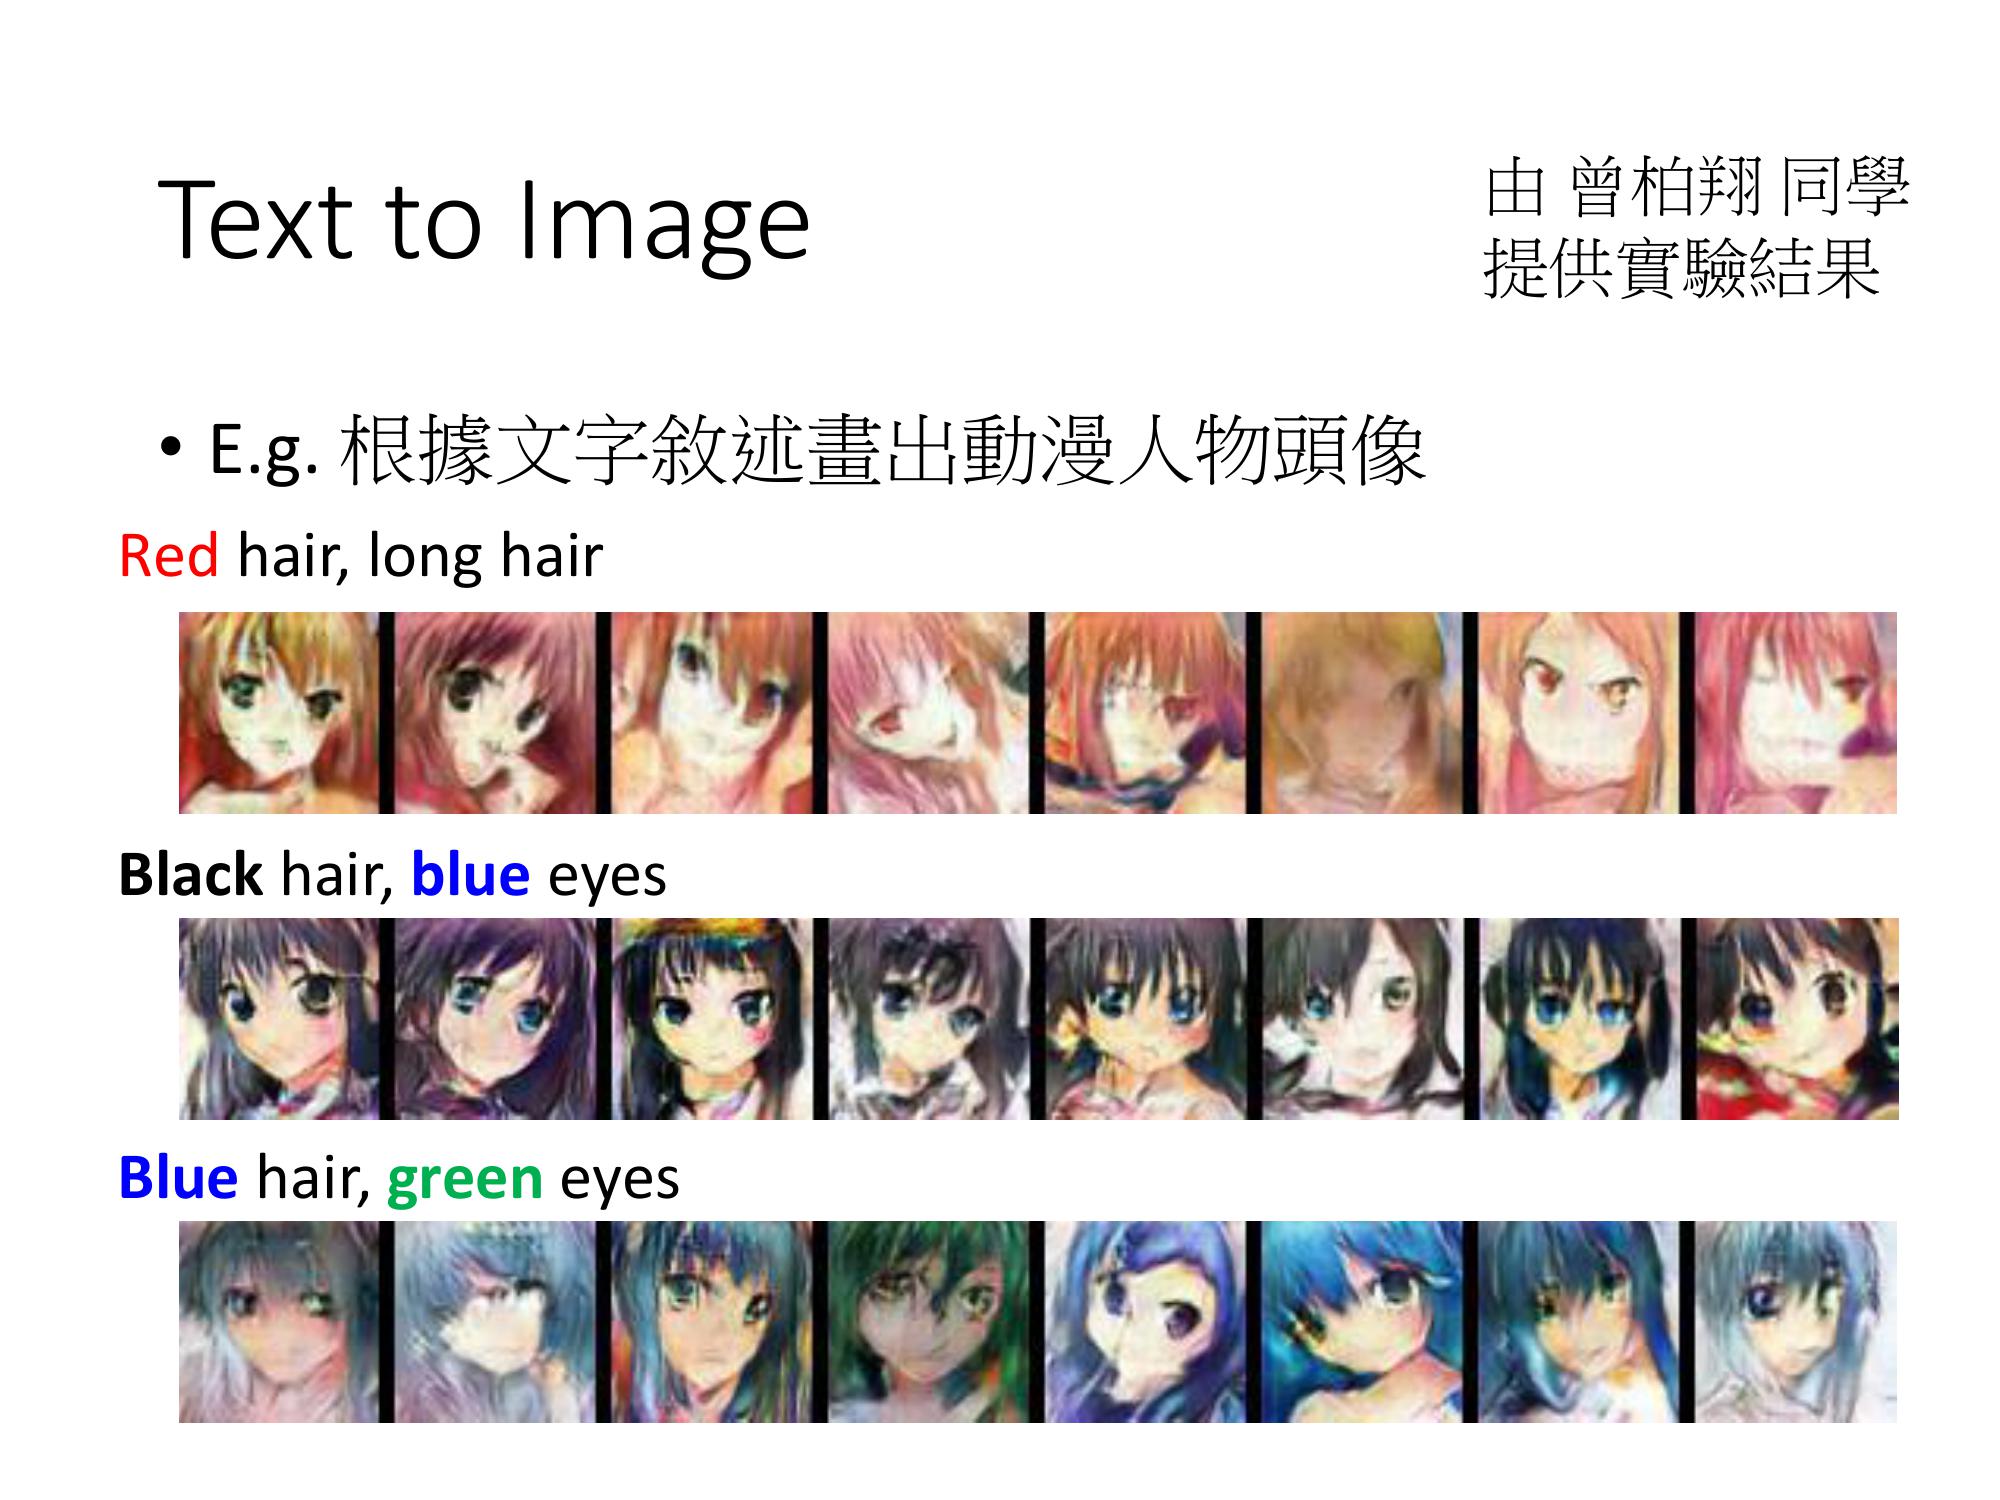 Text to Image
由 曾柏翔 同學
提供實驗結果
• E.g. 根據文字敘述畫出動漫人物頭像
Red hair, long hair
Black hair, blue eyes
Blue hair, green eyes